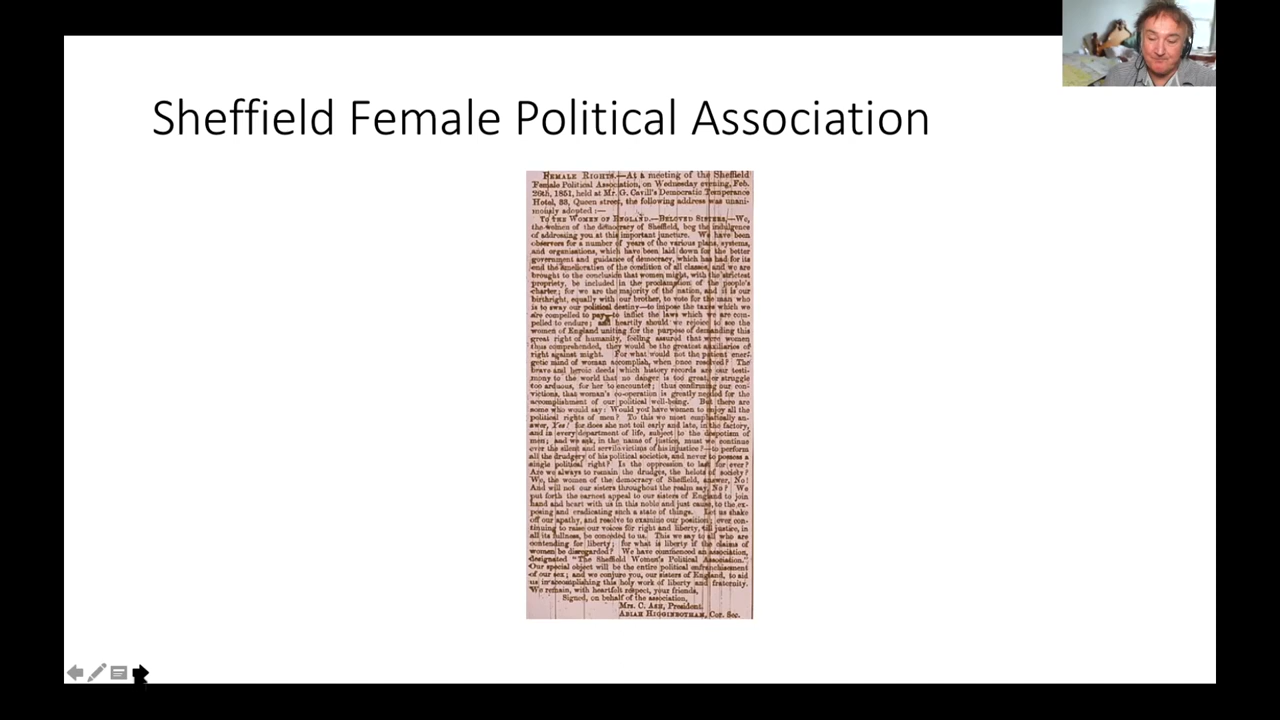 Sheffield Female Political Association
FEMALE RIGHTS.—At a meeting of the Sheffield
Female Political Association, on Wednesday evening, Feb.
26th, 1851, held at Mr. G. Cavill's Democratic Temperance
Hotel, 33, Queen street, the following address was unani-
mously adopted:—
TO THE WOMEN OF ENGLAND.—BELOVED SISTERS,—We,
the women of the democracy of Sheffield, beg the indulgence
of addressing you at this important juncture. We have been
observers for a number of years of the various plans, systems,
and organisations, which have been laid down for the better
government and guidance of democracy, which has had for its
end the amelioration of the condition of all classes, and we are
brought to the conclusion that women might, with the strictest
propriety, be included in the proclamation of the people's
charter; for we are the majority of the nation, and it is our
birthright, equally with our brother, to vote for the man who
is to sway our political destiny—to impose the taxes which we
are compelled to pay—to inflict the laws which we are com-
pelled to endure; and heartily should we rejoice to see the
women of England uniting for the purpose of demanding this
great right of humanity, feeling assured that were women
thus comprehended, they would be the greatest auxiliaries of
right against might. For what would not the patient ener-
getic mind of woman accomplish, when once resolved? The
brave and heroic deeds which history records are our testi-
mony to the world that no danger is too great, or struggle
too arduous, for her to encounter; thus confirming our con-
victions, that woman's co-operation is greatly needed for the
accomplishment of our political well-being. But there are
some who would say: Would you have women to enjoy all the
political rights of men? To this we most emphatically an-
swer, Yes! for does she not toil early and late, in the factory,
and in every department of life, subject to the despotism of
men; and we ask, in the name of justice, must we continue
ever the silent and servile victims of his injustice?—to perform
all the drudgery of his political societies, and never to possess a
single political right? Is the oppression to last for ever?
Are we always to remain the drudges, the helots of society?
We, the women of the democracy of Sheffield, answer, No!
And will not our sisters throughout the realm say, No? We
put forth the earnest appeal to our sisters of England to join
hand and heart with us in this noble and just cause, to the ex-
posing and eradicating such a state of things. Let us shake
off our apathy, and resolve to examine our position; ever con-
tinuing to raise our voices for right and liberty, till justice, in
all its fullness, be conceded to us. This we say to all who are
contending for liberty; for what is liberty if the claims of
women be disregarded? We have commenced an association,
designated "The Sheffield Women's Political Association."
Our special object will be the entire political enfranchisement
of our sex; and we conjure you, our sisters of England, to aid
us in accomplishing this holy work of liberty and fraternity.
We remain, with heartfelt respect, your friends,
Signed, on behalf of the association,
Mrs. C. ASH, President.
ABIAH HIGGINBOTHAM, Cor. Sec.